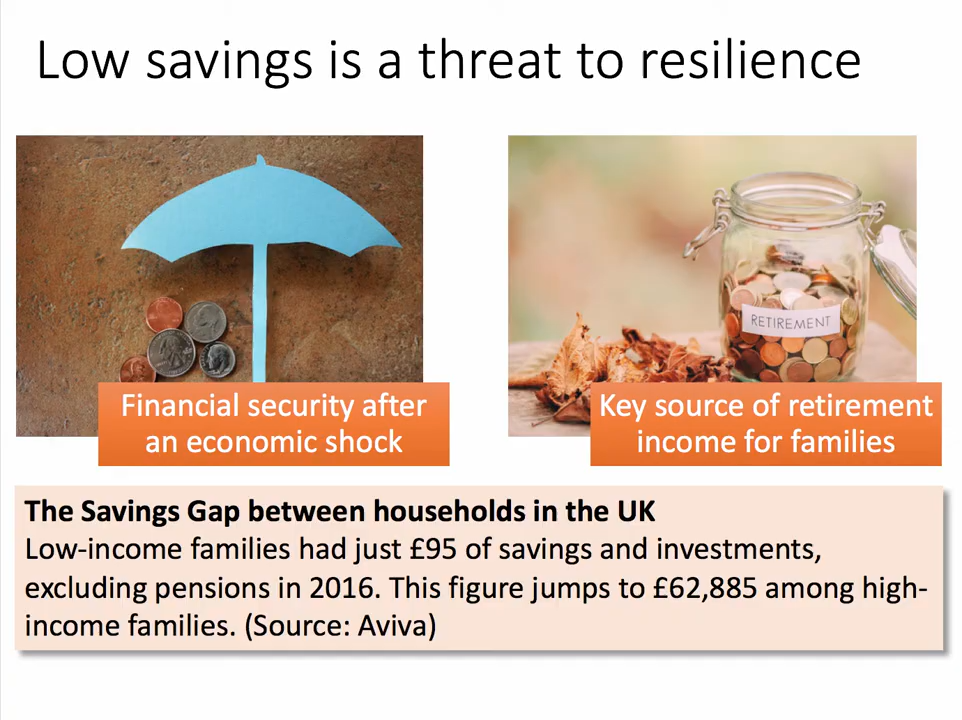 Low savings is a threat to resilience
RETIREMENT
Financial security after
an economic shock
Key source of retirement
income for families
The Savings Gap between households in the UK
Low-income families had just £95 of savings and investments,
excluding pensions in 2016. This figure jumps to £62,885 among high-
income families. (Source: Aviva)